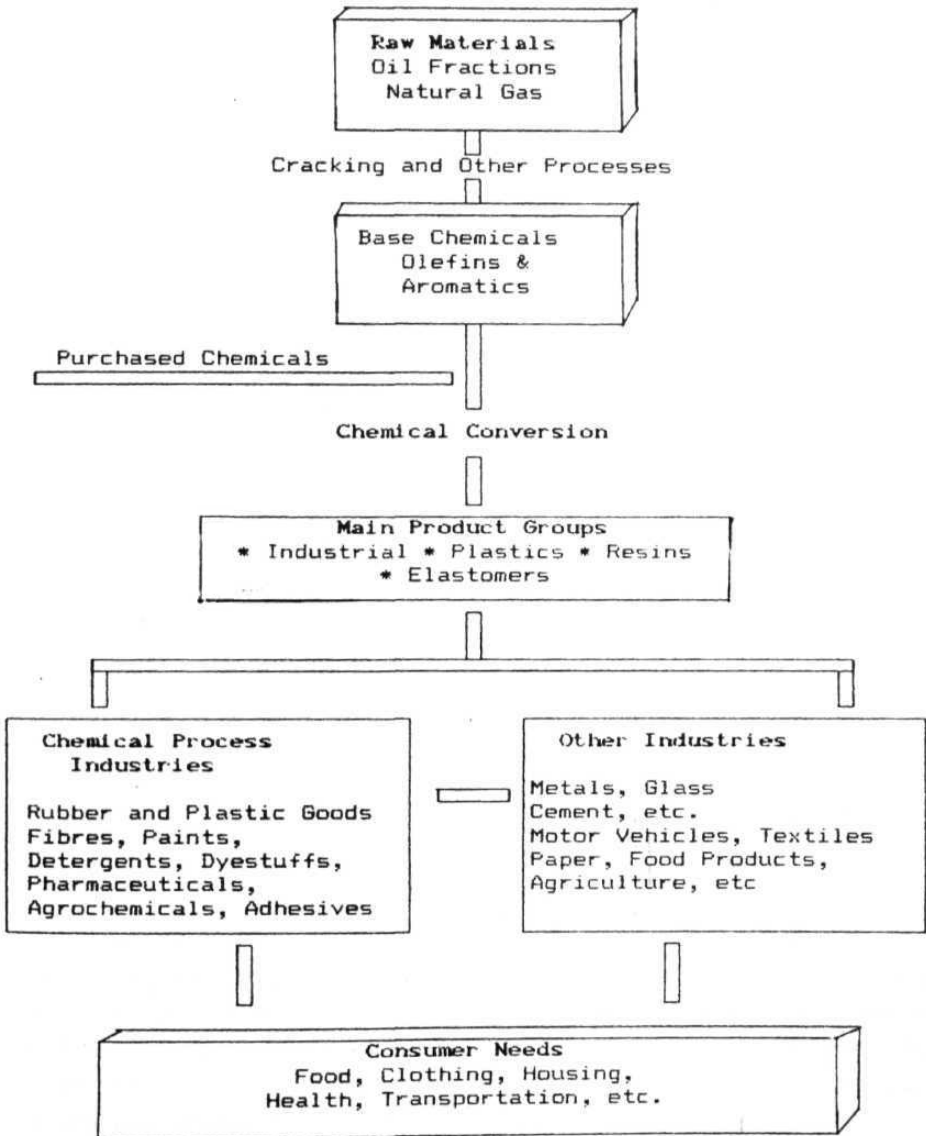 Raw Materials
Oil Fractions
Natural Gas
Cracking and Other Processes
Base Chemicals
Olefins &
Aromatics
Purchased Chemicals
Chemical Conversion
Main Product Groups
* Industrial * Plastics * Resins
* Elastomers
Chemical Process
Industries
Rubber and Plastic Goods
Fibres, Paints,
Detergents, Dyestuffs,
Pharmaceuticals,
Agrochemicals, Adhesives
Other Industries
Metals, Glass
Cement, etc.
Motor Vehicles, Textiles
Paper, Food Products,
Agriculture, etc
Consumer Needs
Food, Clothing, Housing,
Health, Transportation, etc.